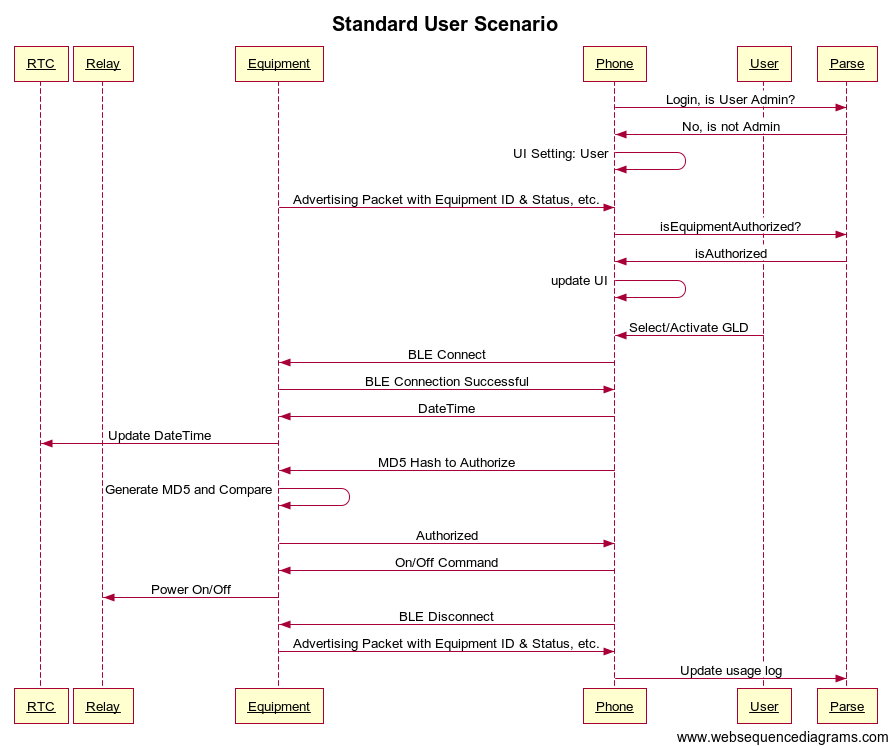 Standard User Scenario
RTC
Relay
Equipment
Phone
User
Parse
Login, is User Admin?
No, is not Admin
UI Setting: User
Advertising Packet with Equipment ID & Status, etc.
isEquipmentAuthorized?
isAuthorized
update UI
Select/Activate GLD
BLE Connect
BLE Connection Successful
DateTime
Update DateTime
MD5 Hash to Authorize
Generate MD5 and Compare
Authorized
On/Off Command
Power On/Off
BLE Disconnect
Advertising Packet with Equipment ID & Status, etc.
Update usage log
RTC
Relay
Equipment
Phone
User
Parse
www.websequencediagrams.com